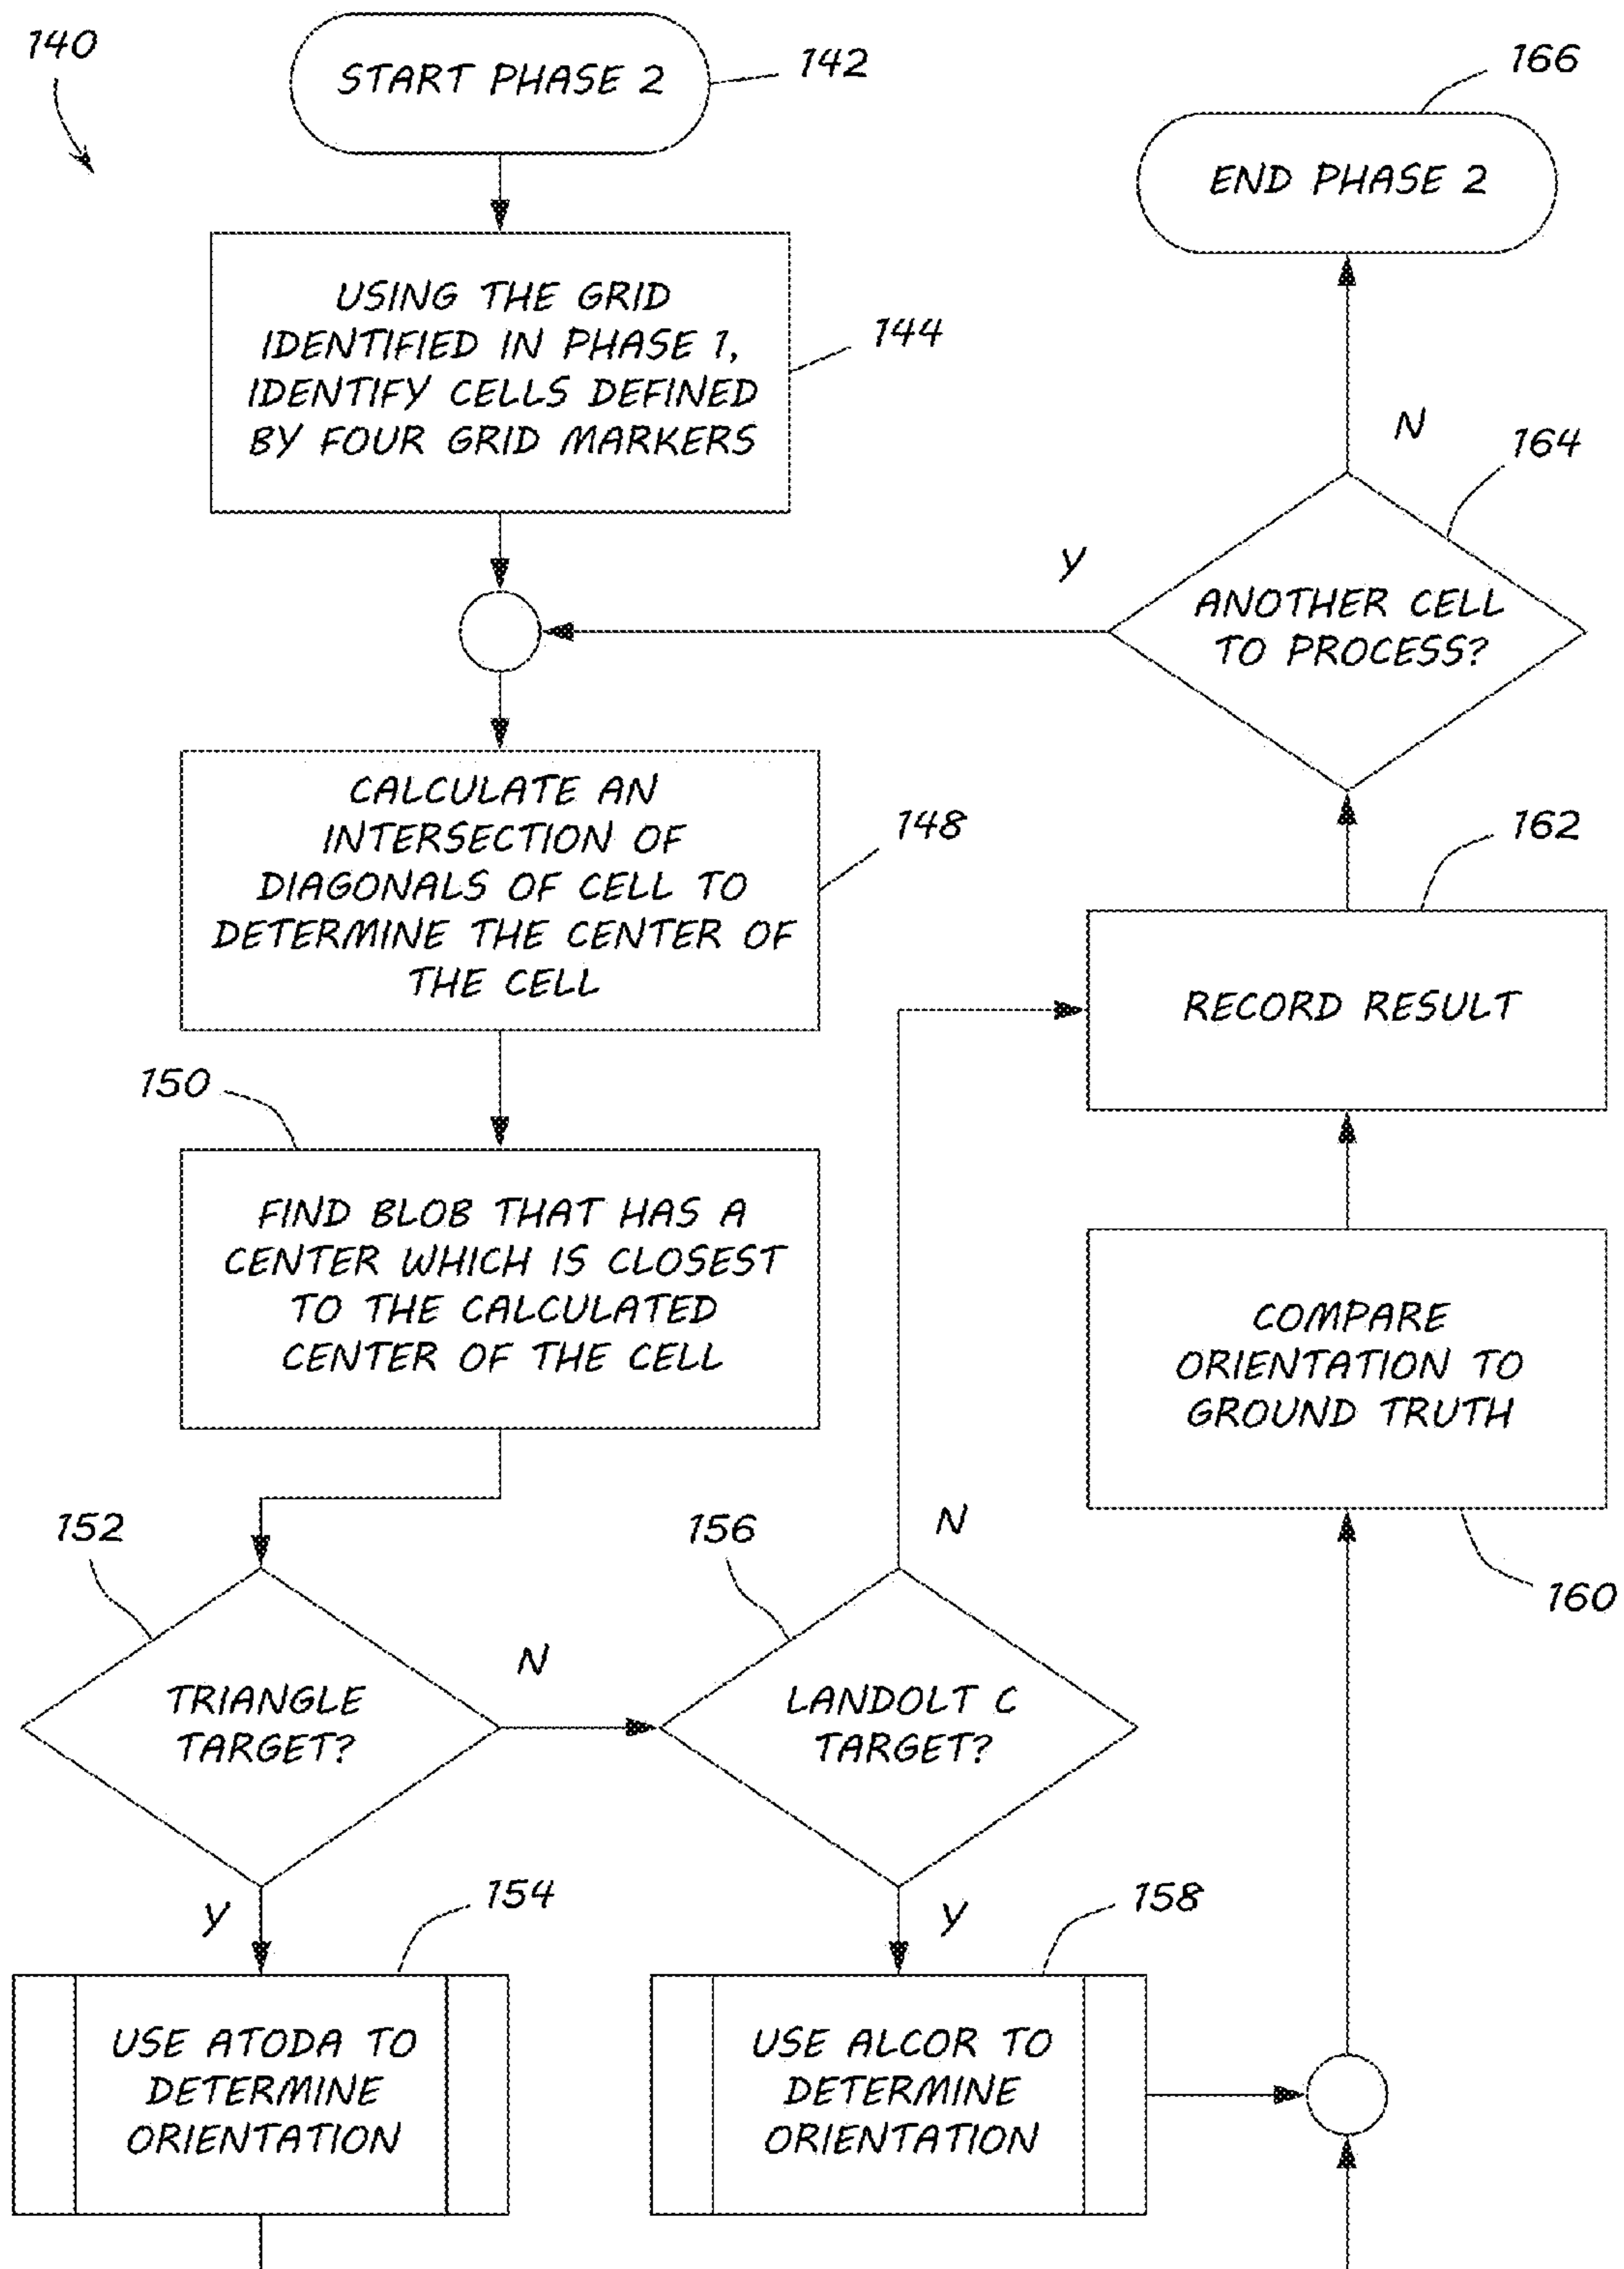 140
START PHASE 2
142
USING THE GRID
IDENTIFIED IN PHASE 1,
IDENTIFY CELLS DEFINED
BY FOUR GRID MARKERS
144
CALCULATE AN
INTERSECTION OF
DIAGONALS OF CELL TO
DETERMINE THE CENTER OF
THE CELL
148
150
FIND BLOB THAT HAS A
CENTER WHICH IS CLOSEST
TO THE CALCULATED
CENTER OF THE CELL
152
TRIANGLE
TARGET?
N
Y
154
USE ATODA TO
DETERMINE
ORIENTATION
156
LANDOLT C
TARGET?
N
Y
158
USE ALCOR TO
DETERMINE
ORIENTATION
160
COMPARE
ORIENTATION TO
GROUND TRUTH
162
RECORD RESULT
164
ANOTHER CELL
TO PROCESS?
Y
N
166
END PHASE 2